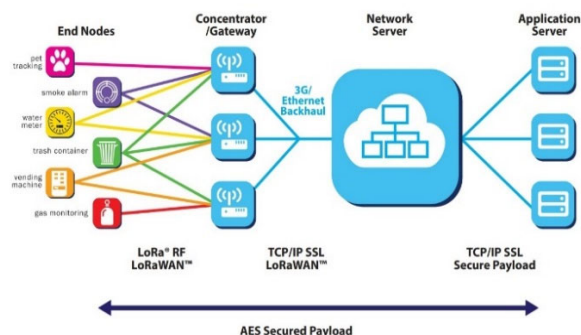 End Nodes
Concentrator
/Gateway
Network
Server
Application
Server
pet
tracking
smoke alarm
water
meter
trash container
vending
machine
gas monitoring
3G/
Ethernet
Backhaul
LoRa® RF
LoRaWAN™
TCP/IP SSL
LoRaWAN™
TCP/IP SSL
Secure Payload
AES Secured Payload